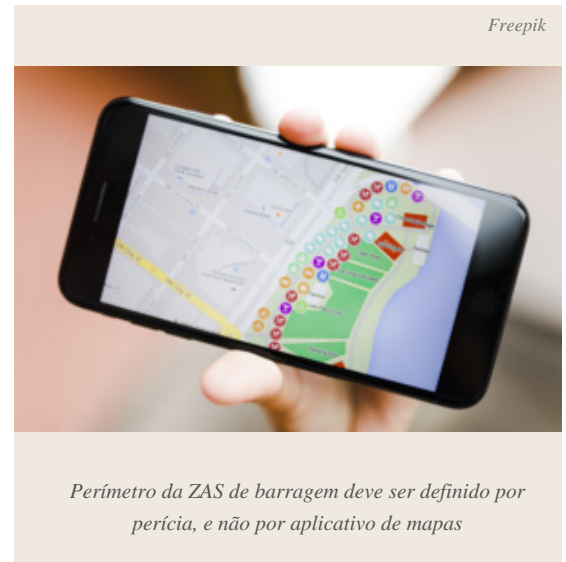 Freepik
Perímetro da ZAS de barragem deve ser definido por
perícia, e não por aplicativo de mapas